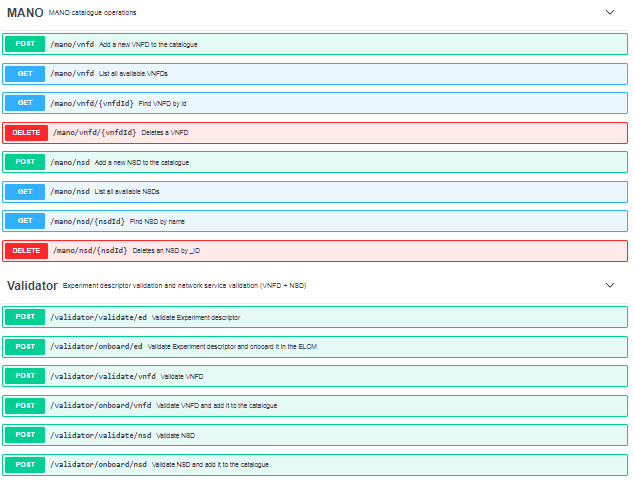 MANO MANO catalogue operations
POST /mano/vnfd Add a new VNFD to the catalogue
GET /mano/vnfd List all available VNFDs
GET /mano/vnfd/{vnfdId} Find VNFD by id
DELETE /mano/vnfd/{vnfdId} Deletes a VNFD
POST /mano/nsd Add a new NSD to the catalogue
GET /mano/nsd List all available NSDs
GET /mano/nsd/{nsdId} Find NSD by name
DELETE /mano/nsd/{nsdId} Deletes an NSD by _ID
Validator Experiment descriptor validation and network service validation (VNFD + NSD)
POST /validator/validate/ed Validate Experiment descriptor
POST /validator/onboard/ed Validate Experiment descriptor and onboard it in the ELCM
POST /validator/validate/vnfd Validate VNFD
POST /validator/onboard/vnfd Validate VNFD and add it to the catalogue
POST /validator/validate/nsd Validate NSD
POST /validator/onboard/nsd Validate NSD and add it to the catalogue